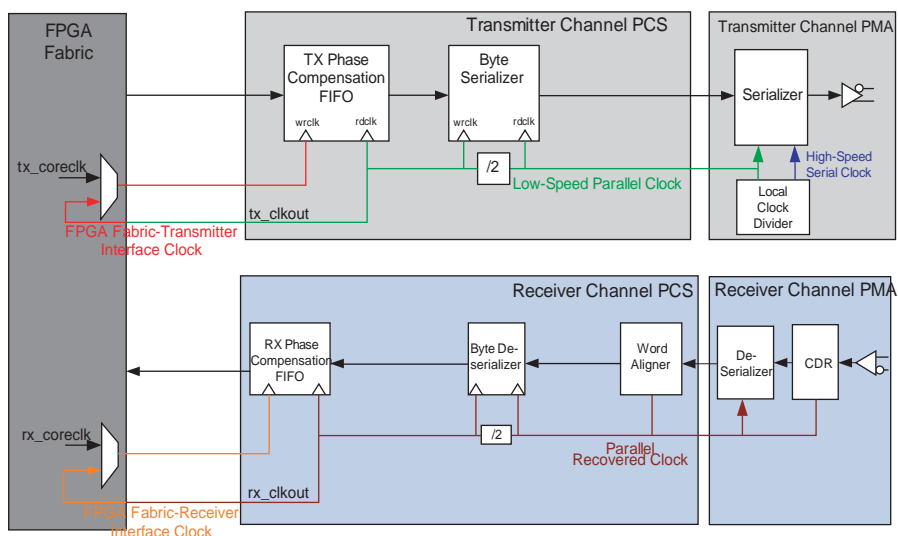 FPGA
Fabric
Transmitter Channel PCS
Transmitter Channel PMA
TX Phase
Compensation
FIFO
wrclk
rdclk
Byte
Serializer
wrclk
rdclk
Serializer
tx_coreclk
/2
Low-Speed Parallel Clock
High-Speed
Serial Clock
Local
Clock
Divider
tx_clkout
FPGA Fabric-Transmitter
Interface Clock
Receiver Channel PCS
Receiver Channel PMA
RX Phase
Compensation
FIFO
Byte De-
serializer
Word
Aligner
De-
Serializer
CDR
rx_coreclk
/2
Parallel
Recovered Clock
rx_clkout
FPGA Fabric-Receiver
Interface Clock